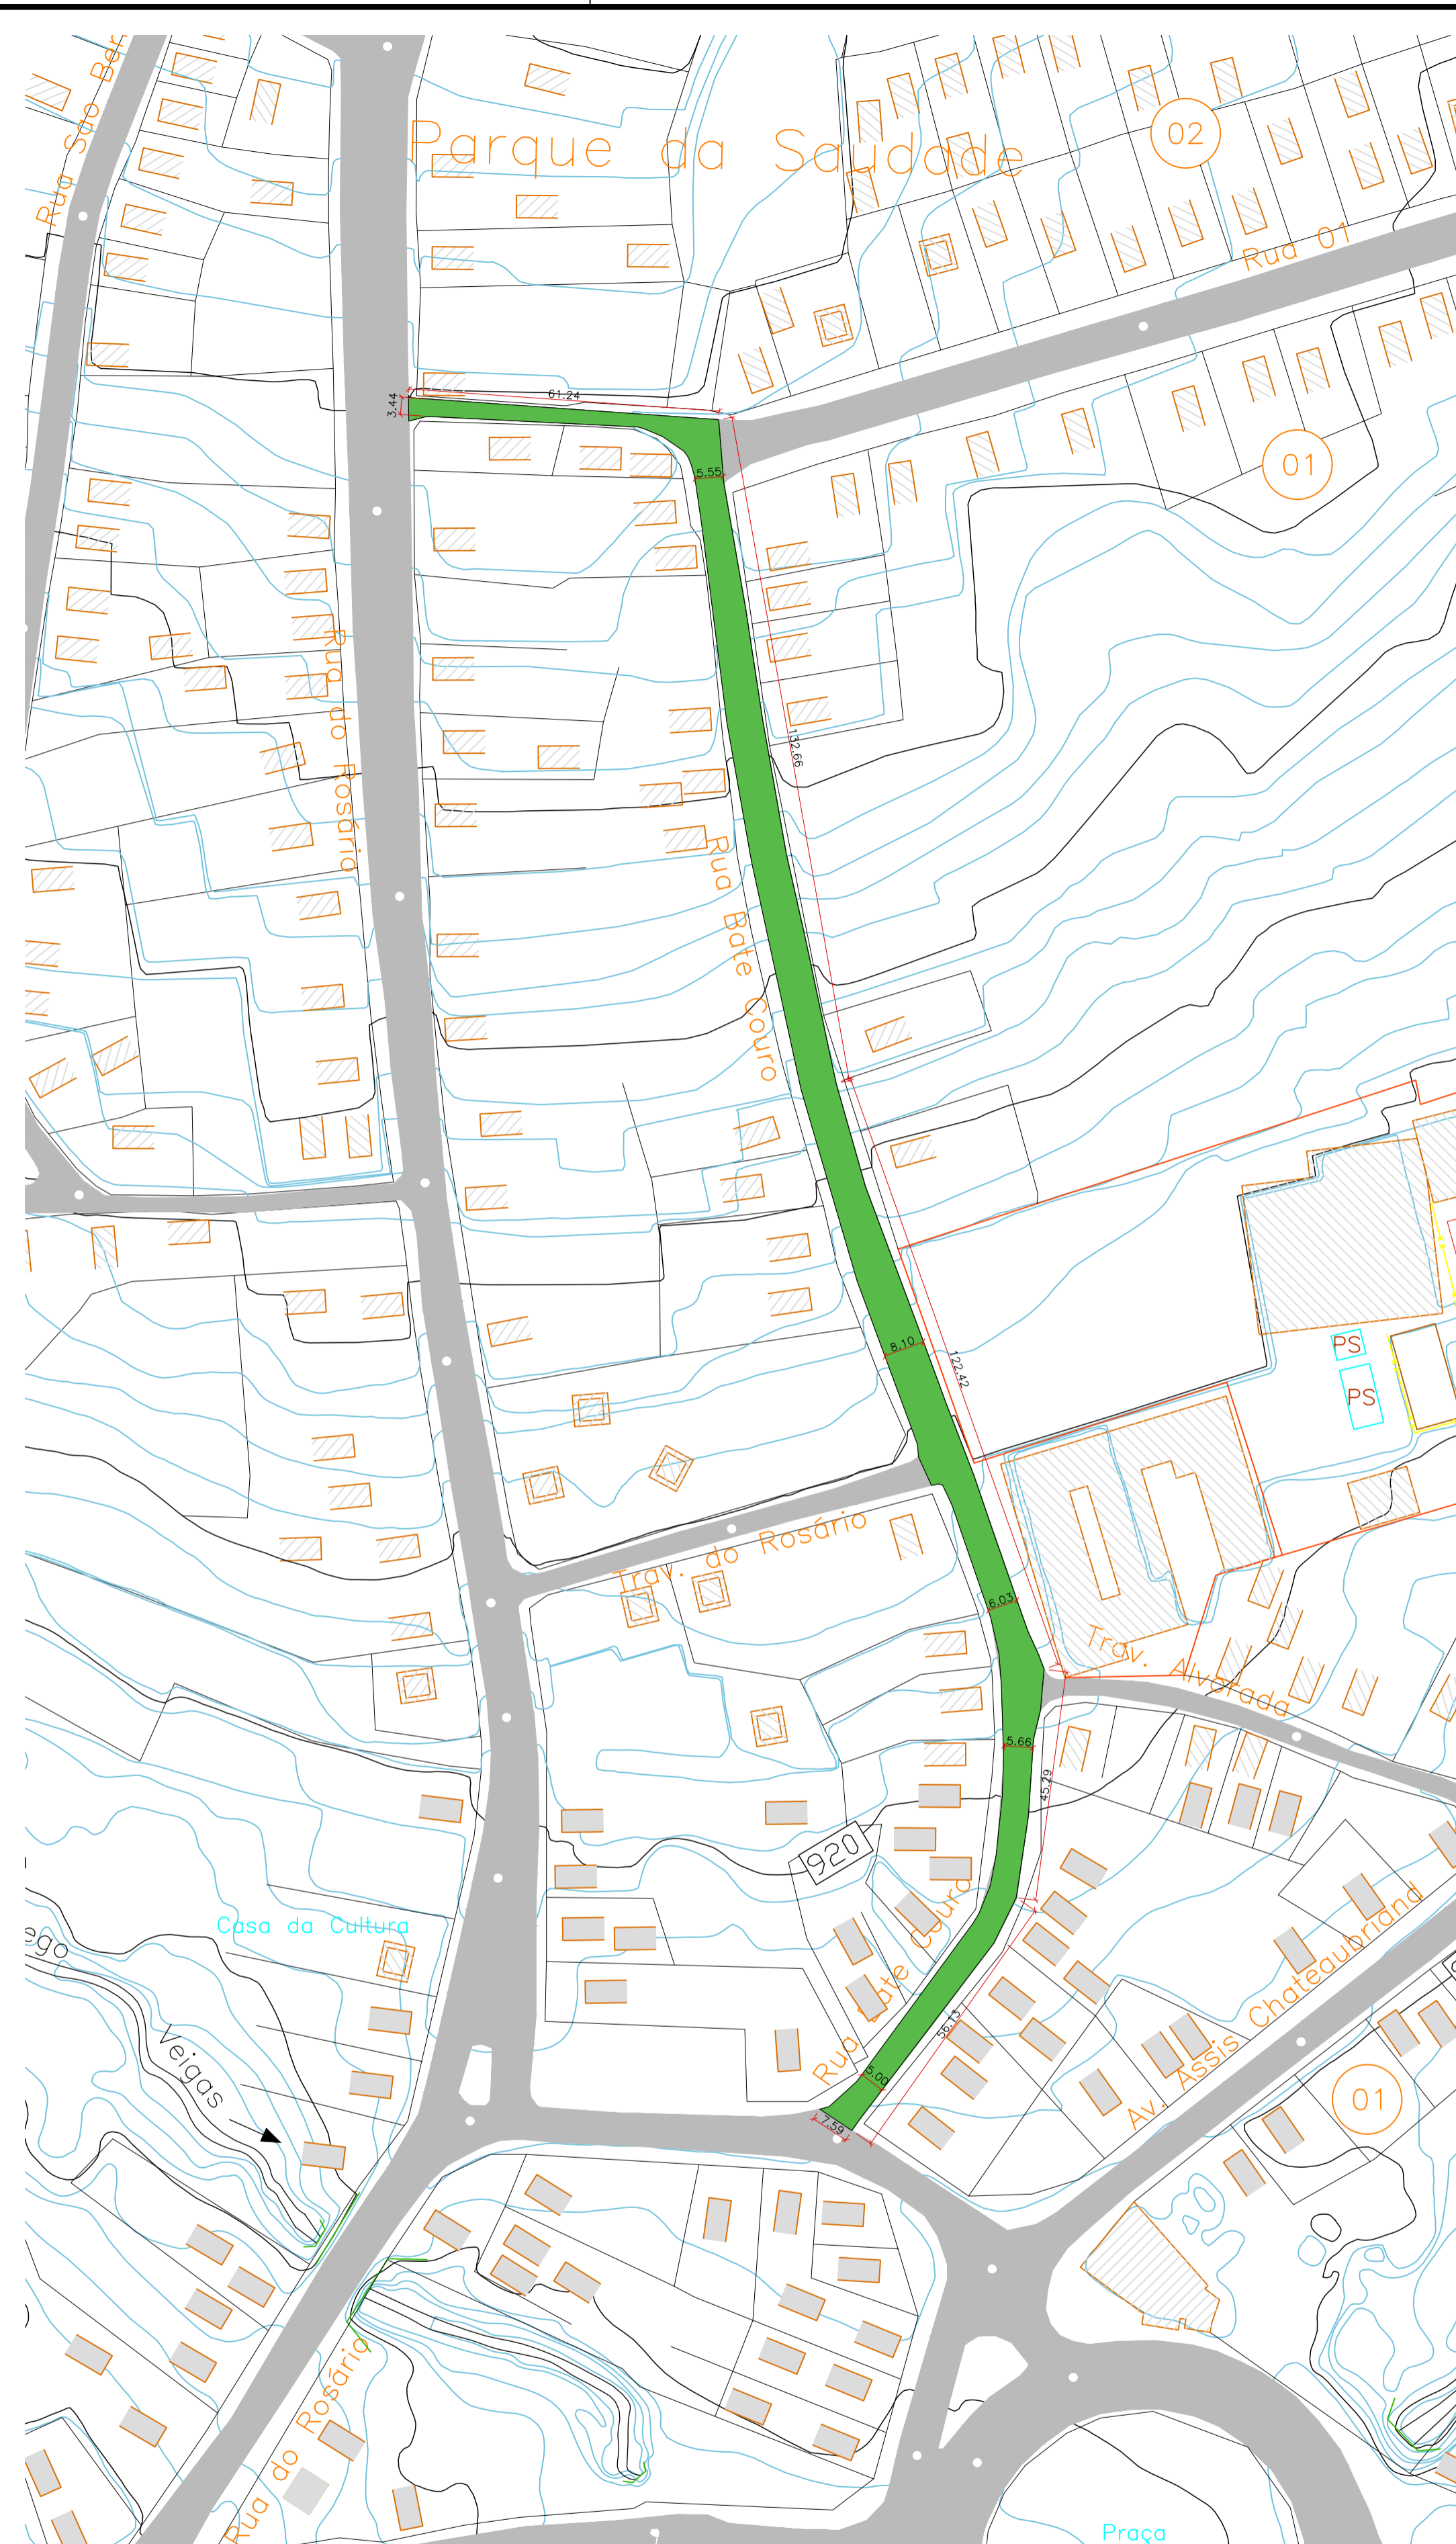 Parque da Saudade
02
Rua 01
61.24
3.44
5.55
01
Rua do Rosário
132.66
Rua Bate Couro
8.10
122.42
PS
PS
Trav. do Rosário
6.03
Trav. Alvorada
5.66
45.29
920
Casa da Cultura
Veigas
Rua Bate Couro
56.13
5.00
7.59
Av. Assis Chateaubriand
01
Rua do Rosário
Praça